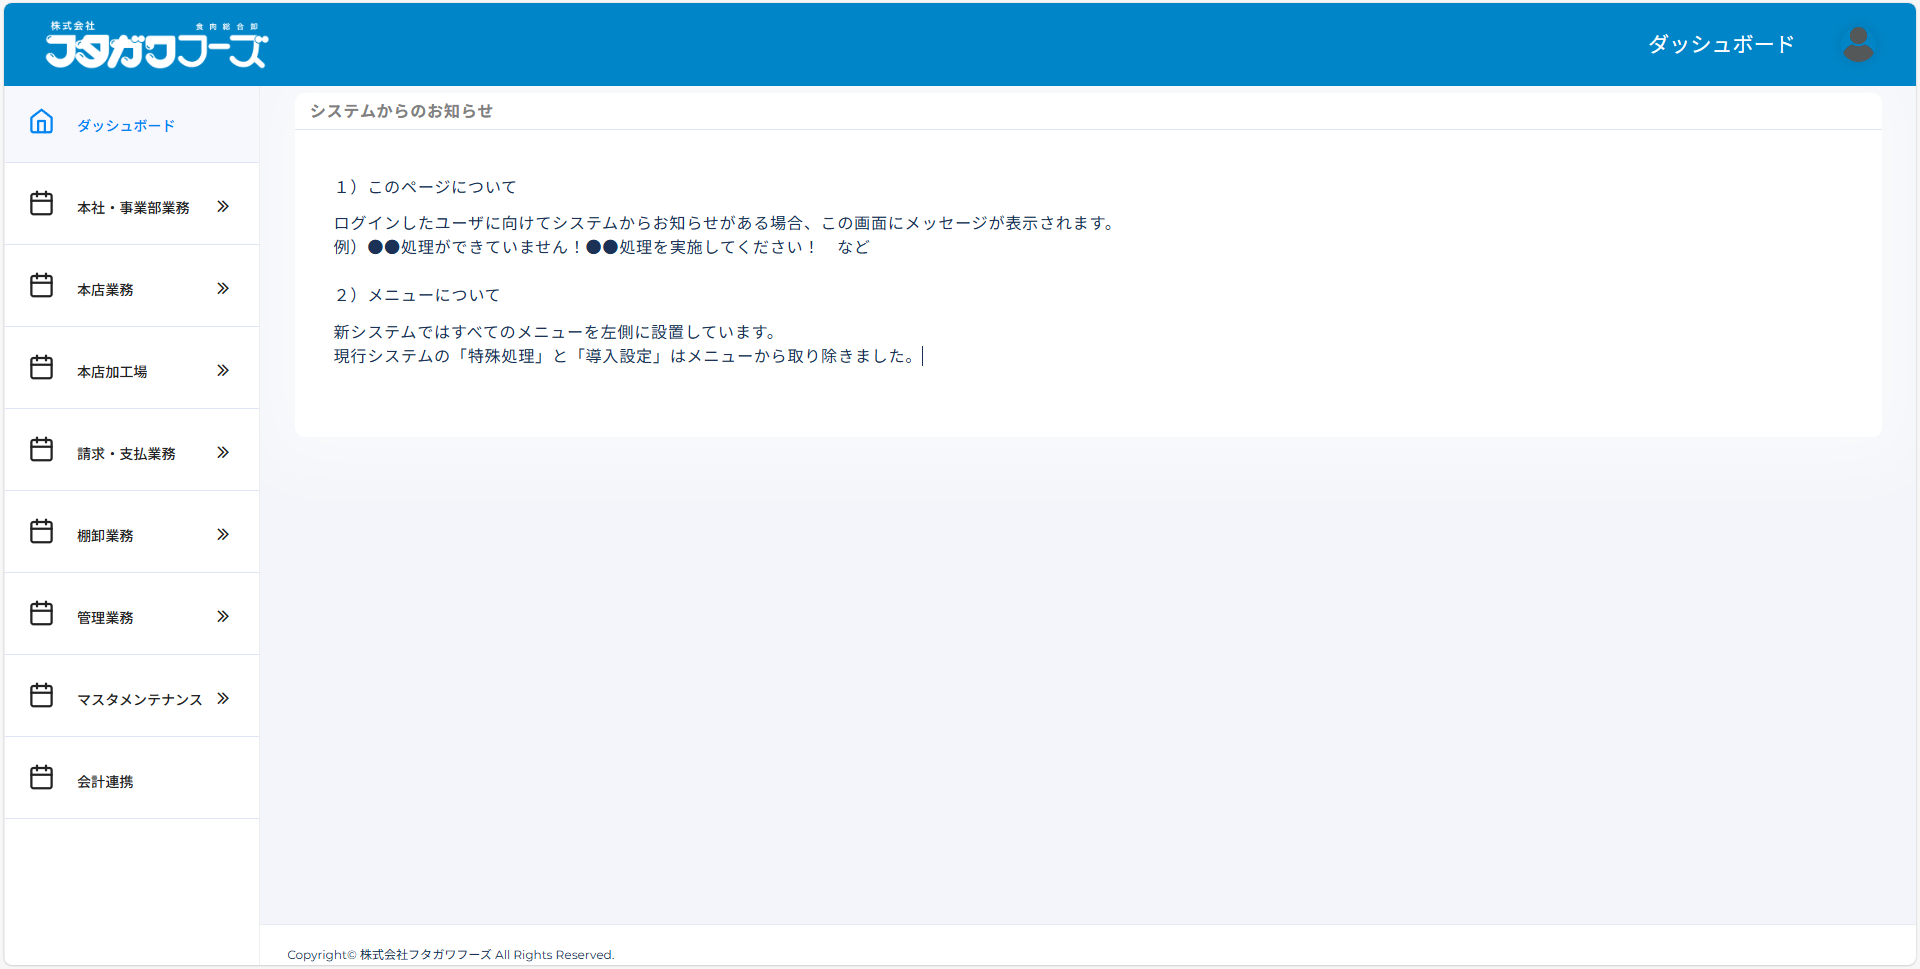 株式会社
食肉総合卸
フタガワフーズ
ダッシュボード
ダッシュボード
本社・事業部業務
本店業務
本店加工場
請求・支払業務
棚卸業務
管理業務
マスタメンテナンス
会計連携
システムからのお知らせ
１）このページについて
ログインしたユーザに向けてシステムからお知らせがある場合、この画面にメッセージが表示されます。
例）●●処理ができていません！●●処理を実施してください！　など
２）メニューについて
新システムではすべてのメニューを左側に設置しています。
現行システムの「特殊処理」と「導入設定」はメニューから取り除きました。
Copyright© 株式会社フタガワフーズ All Rights Reserved.